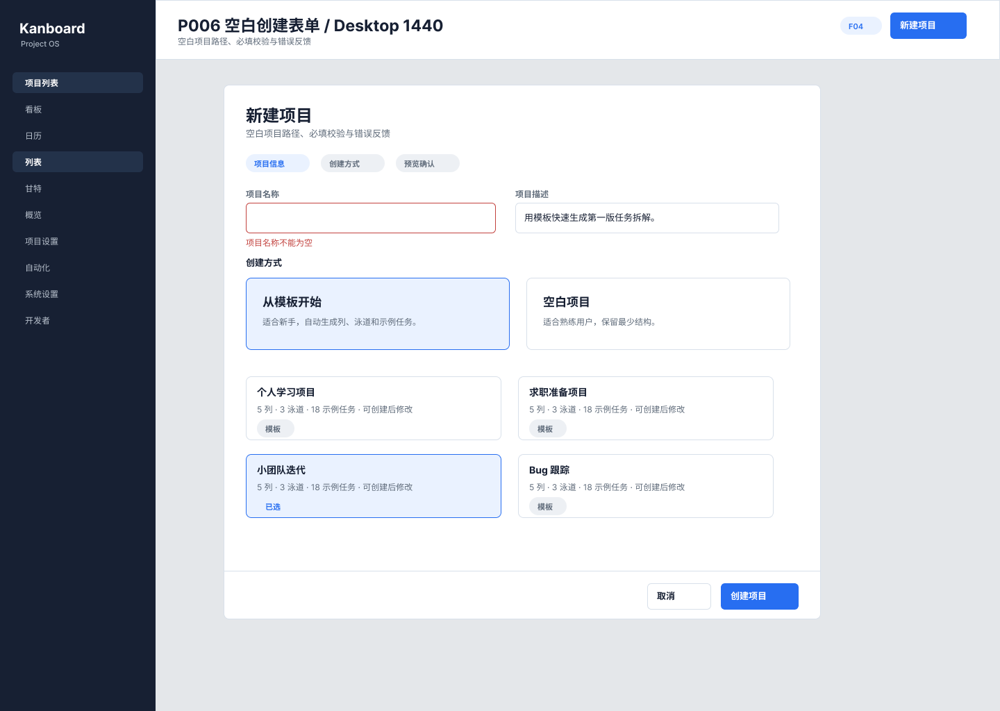 Kanboard
Project OS
项目列表
看板
日历
列表
甘特
概览
项目设置
自动化
系统设置
开发者
P006 空白创建表单 / Desktop 1440
空白项目路径、必填校验与错误反馈
F04
新建项目
新建项目
空白项目路径、必填校验与错误反馈
项目信息
创建方式
预览确认
项目名称
项目描述
用模板快速生成第一版任务拆解。
项目名称不能为空
创建方式
从模板开始
适合新手，自动生成列、泳道和示例任务。
空白项目
适合熟练用户，保留最少结构。
个人学习项目
5 列 · 3 泳道 · 18 示例任务 · 可创建后修改
模板
求职准备项目
5 列 · 3 泳道 · 18 示例任务 · 可创建后修改
模板
小团队迭代
5 列 · 3 泳道 · 18 示例任务 · 可创建后修改
已选
Bug 跟踪
5 列 · 3 泳道 · 18 示例任务 · 可创建后修改
模板
取消
创建项目